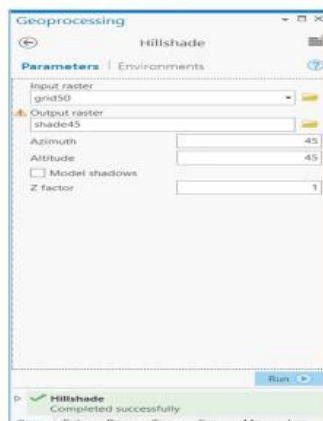 Geoprocessing
Hillshade
Parameters | Environments
Input raster
grid50
Output raster
shade45
Azimuth 45
Altitude 45
Model shadows
Z factor 1
Run
Hillshade
Completed successfully